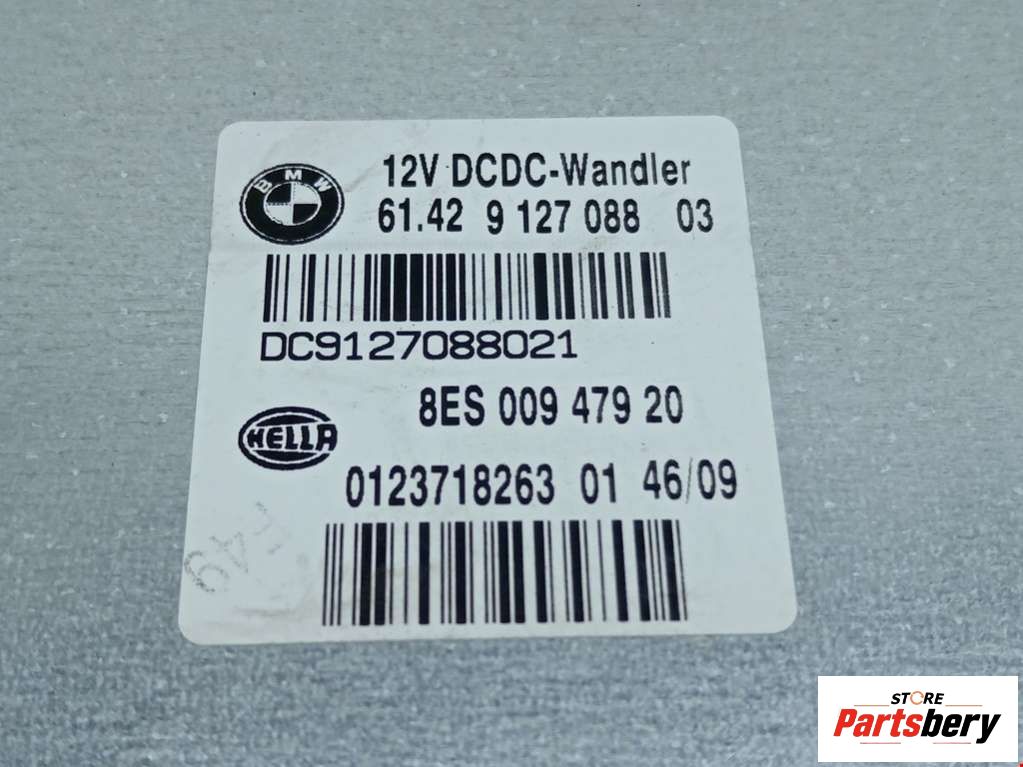 BMW
12V DCDC-Wandler
61.42 9 127 088 03
DC9127088021
8ES 009 479 20
HELLA
0123718263 01 46/09
STORE
Partsbery